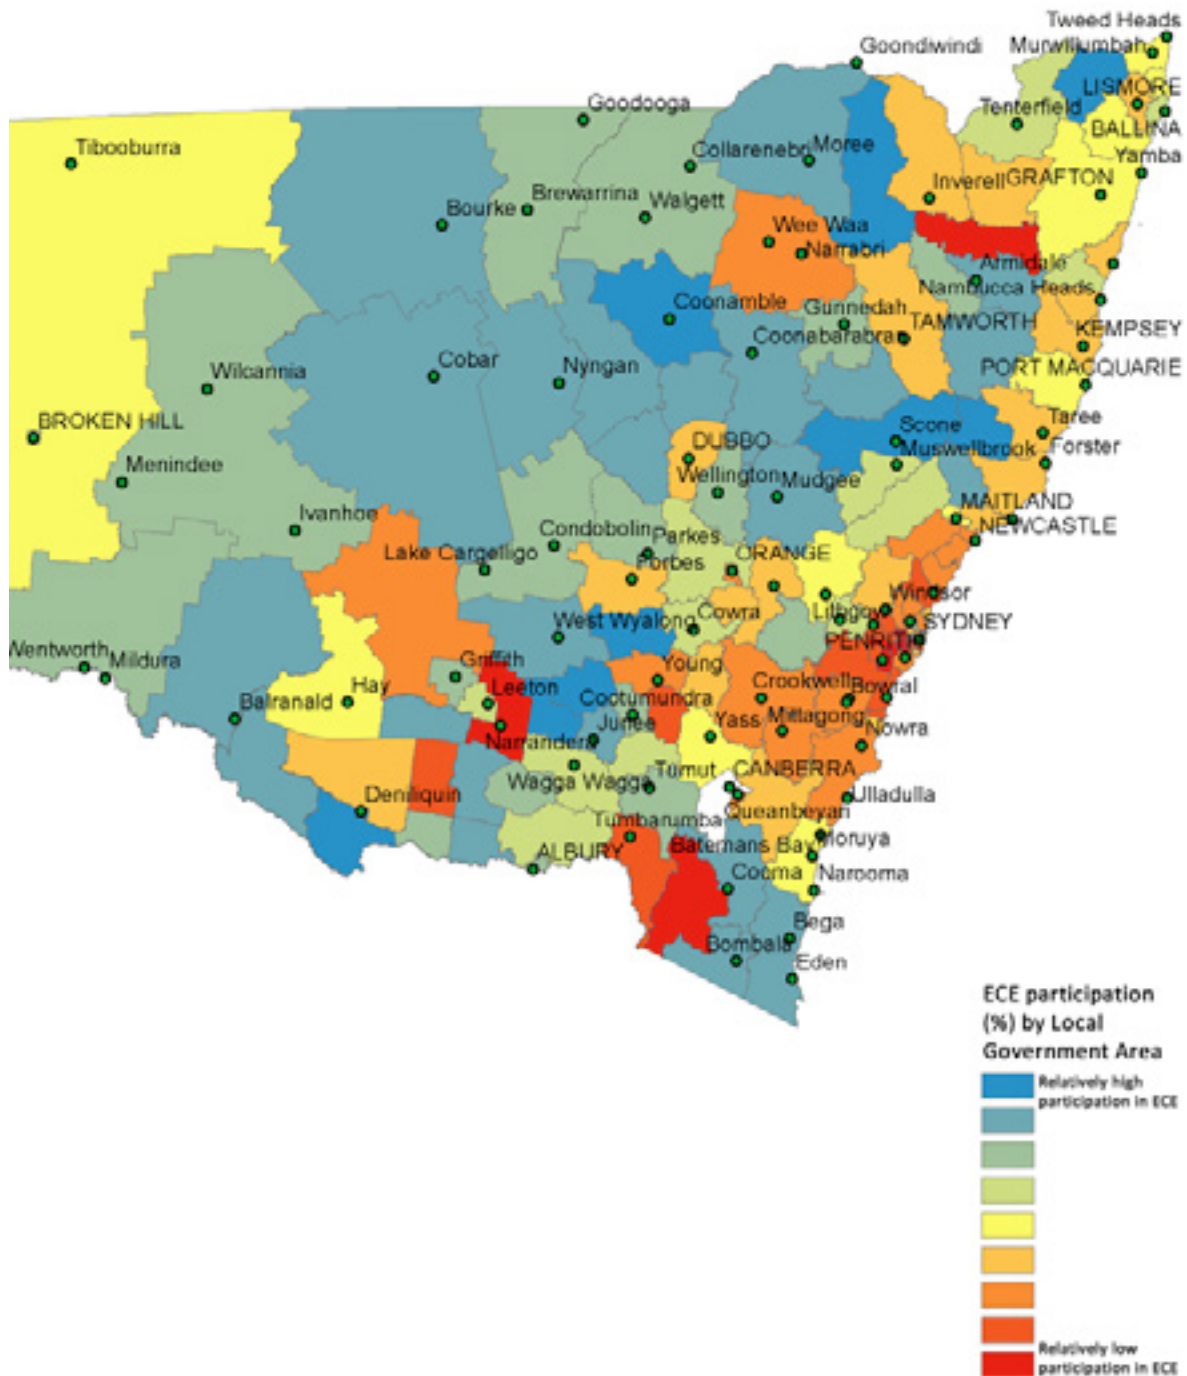 Tweed Heads
Goondiwindi
Murwillumbah
LISMORE
Goodooga
Tenterfield
BALLINA
Tibooburra
Collarenebri
Moree
Yamba
Inverell
GRAFTON
Brewarrina
Walgett
Bourke
Wee Waa
Narrabri
Armidale
Nambucca Heads
Coonamble
Gunnedah
TAMWORTH
KEMPSEY
Coonabarabra
Cobar
Nyngan
PORT MACQUARIE
Wilcannia
BROKEN HILL
Scone
Taree
DUBBO
Muswellbrook
Forster
Menindee
Wellington
Mudgee
MAITLAND
Ivanhoe
NEWCASTLE
Condobolin
Parkes
Lake Cargelligo
ORANGE
Forbes
Windsor
West Wyalong
Cowra
Lithgow
SYDNEY
PENRITH
Wentworth
Mildura
Griffith
Young
Crookwell
Bowral
Hay
Leeton
Cootumundra
Balranald
Junee
Yass
Mittagong
Nowra
Narrandera
Wagga Wagga
Tumut
CANBERRA
Deniliquin
Queanbeyan
Ulladulla
Tumbarumba
Batemans Bay
Moruya
ALBURY
Cooma
Narooma
Bega
Bombala
Eden
ECE participation
(%) by Local
Government Area
Relatively high
participation in ECE
Relatively low
participation in ECE